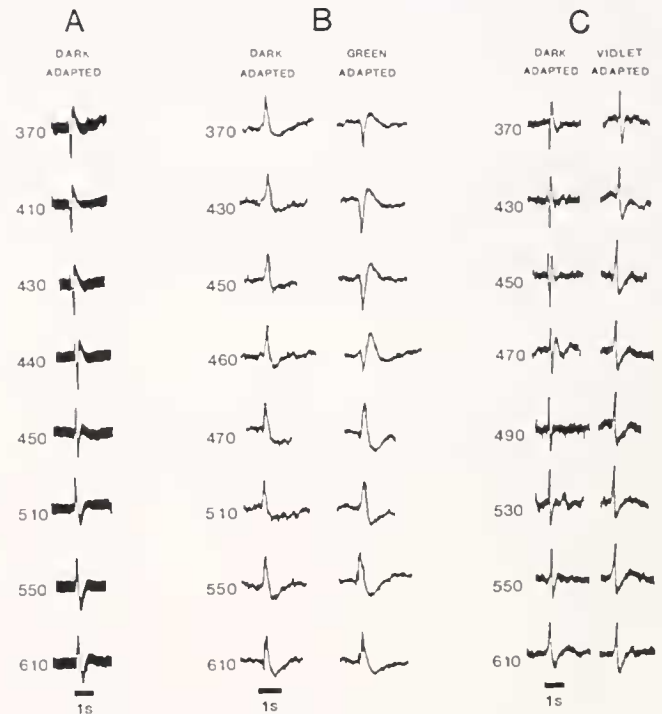 A B C
DARK DARK GREEN DARK VIOLET
ADAPTED ADAPTED ADAPTED ADAPTED ADAPTED
370 370 370
410 430 430
430 450 450
440 460 470
450 470 490
510 510 530
550 550 550
610 610 610
1s 1s 1s